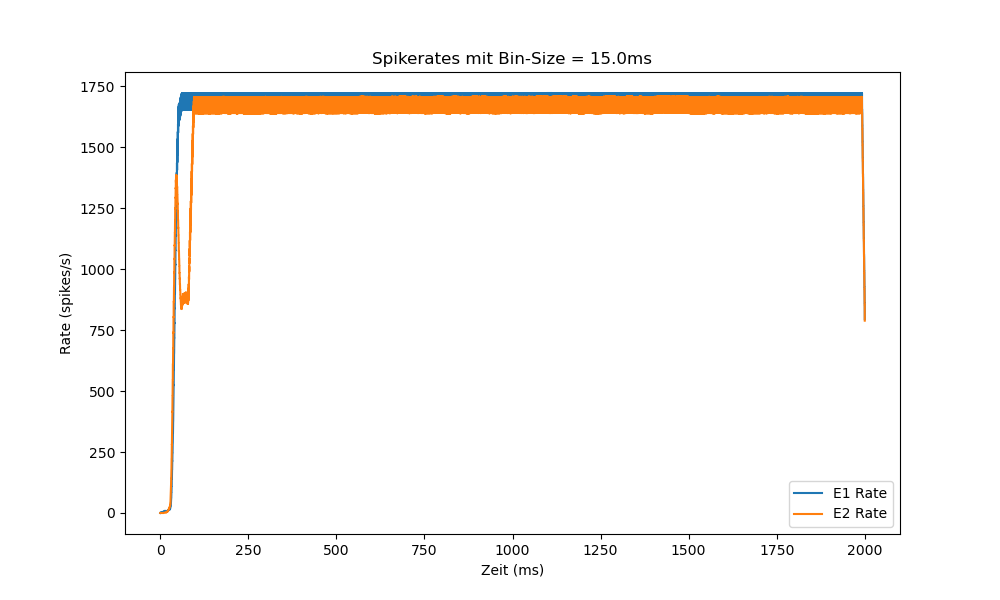 Spikerates mit Bin-Size = 15.0ms
Rate (spikes/s)
1750
1500
1250
1000
750
500
250
0
E1 Rate
E2 Rate
0 250 500 750 1000 1250 1500 1750 2000
Zeit (ms)